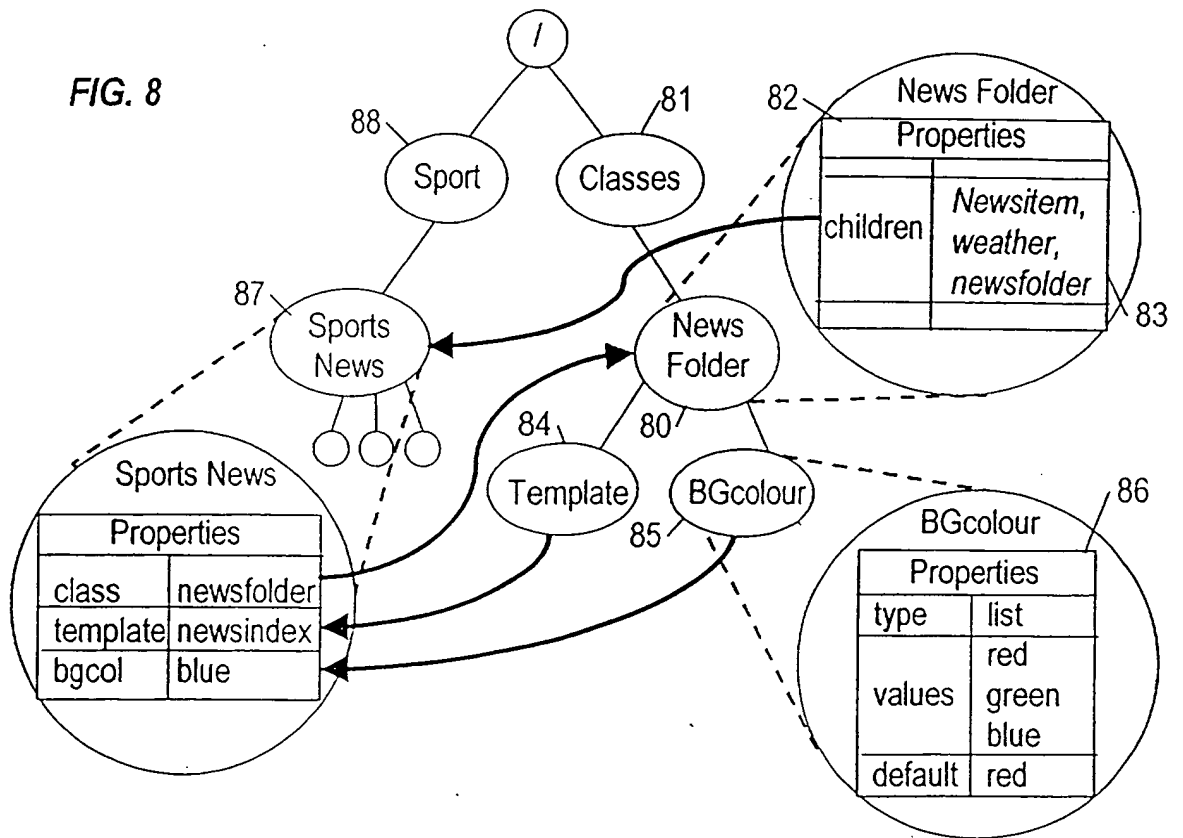 FIG. 8
/
88
81
Sport
Classes
82
News Folder
Properties
children
Newsitem,
weather,
newsfolder
83
87
Sports
News
News
Folder
80
84
Template
BGcolour
85
Sports News
Properties
class newsfolder
template newsindex
bgcol blue
86
BGcolour
Properties
type list
values
red
green
blue
default red